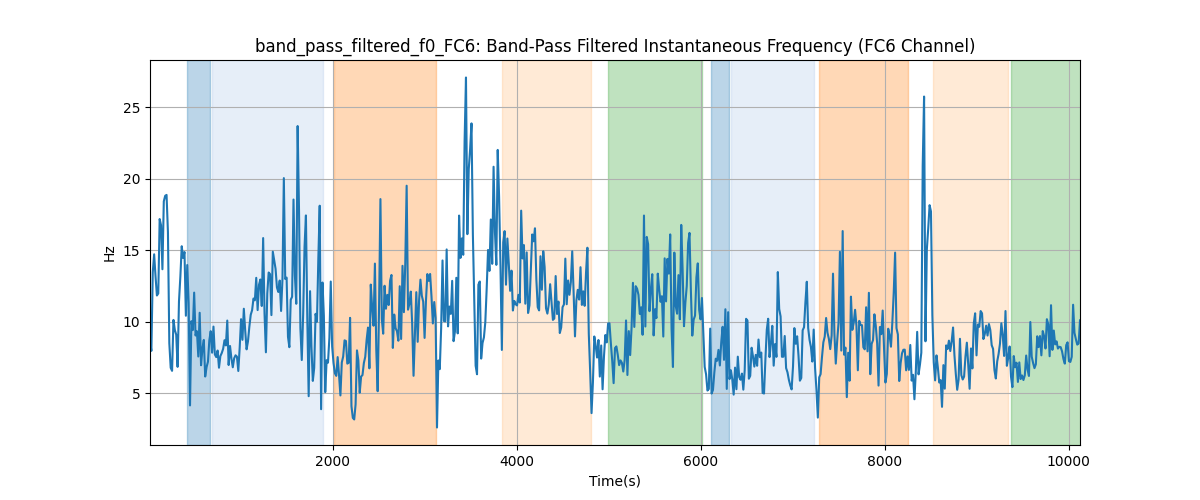 band_pass_filtered_f0_FC6: Band-Pass Filtered Instantaneous Frequency (FC6 Channel)
25
20
15
10
5
Hz
2000 4000 6000 8000 10000
Time(s)